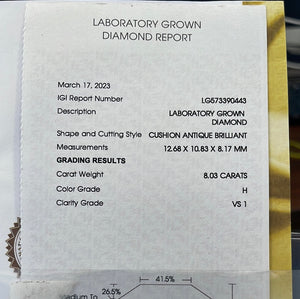 LABORATORY GROWN
DIAMOND REPORT
March 17, 2023
IGI Report Number LG573390443
Description LABORATORY GROWN
DIAMOND
Shape and Cutting Style CUSHION ANTIQUE BRILLIANT
Measurements 12.68 X 10.83 X 8.17 MM
GRADING RESULTS
Carat Weight 8.03 CARATS
Color Grade H
Clarity Grade VS 1
41.5%
26.5%
Medium To